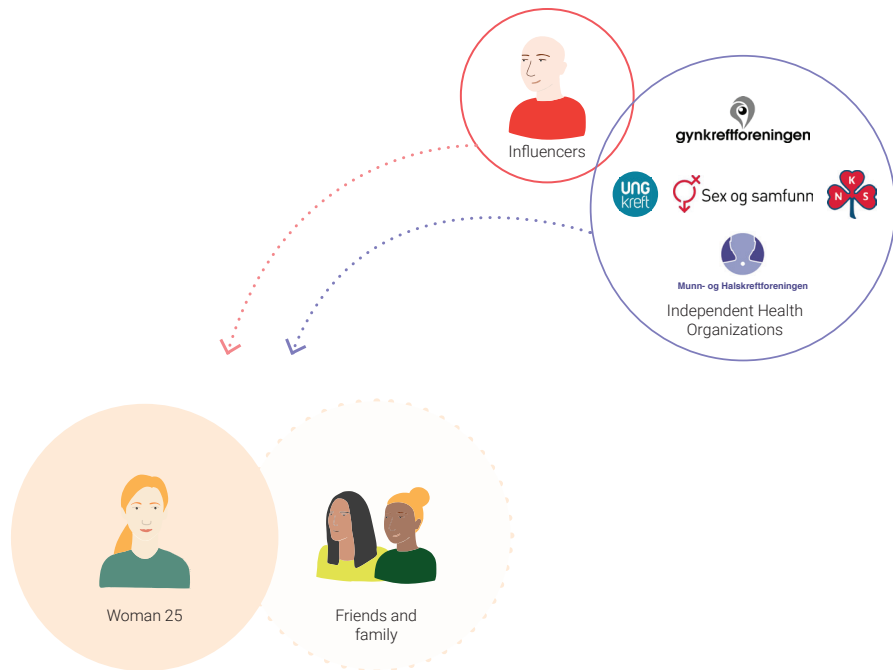 Influencers
gynkreftforeningen
UNG
kreft
Sex og samfunn
K
N S
Munn- og Halskreftforeningen
Independent Health
Organizations
Woman 25
Friends and
family